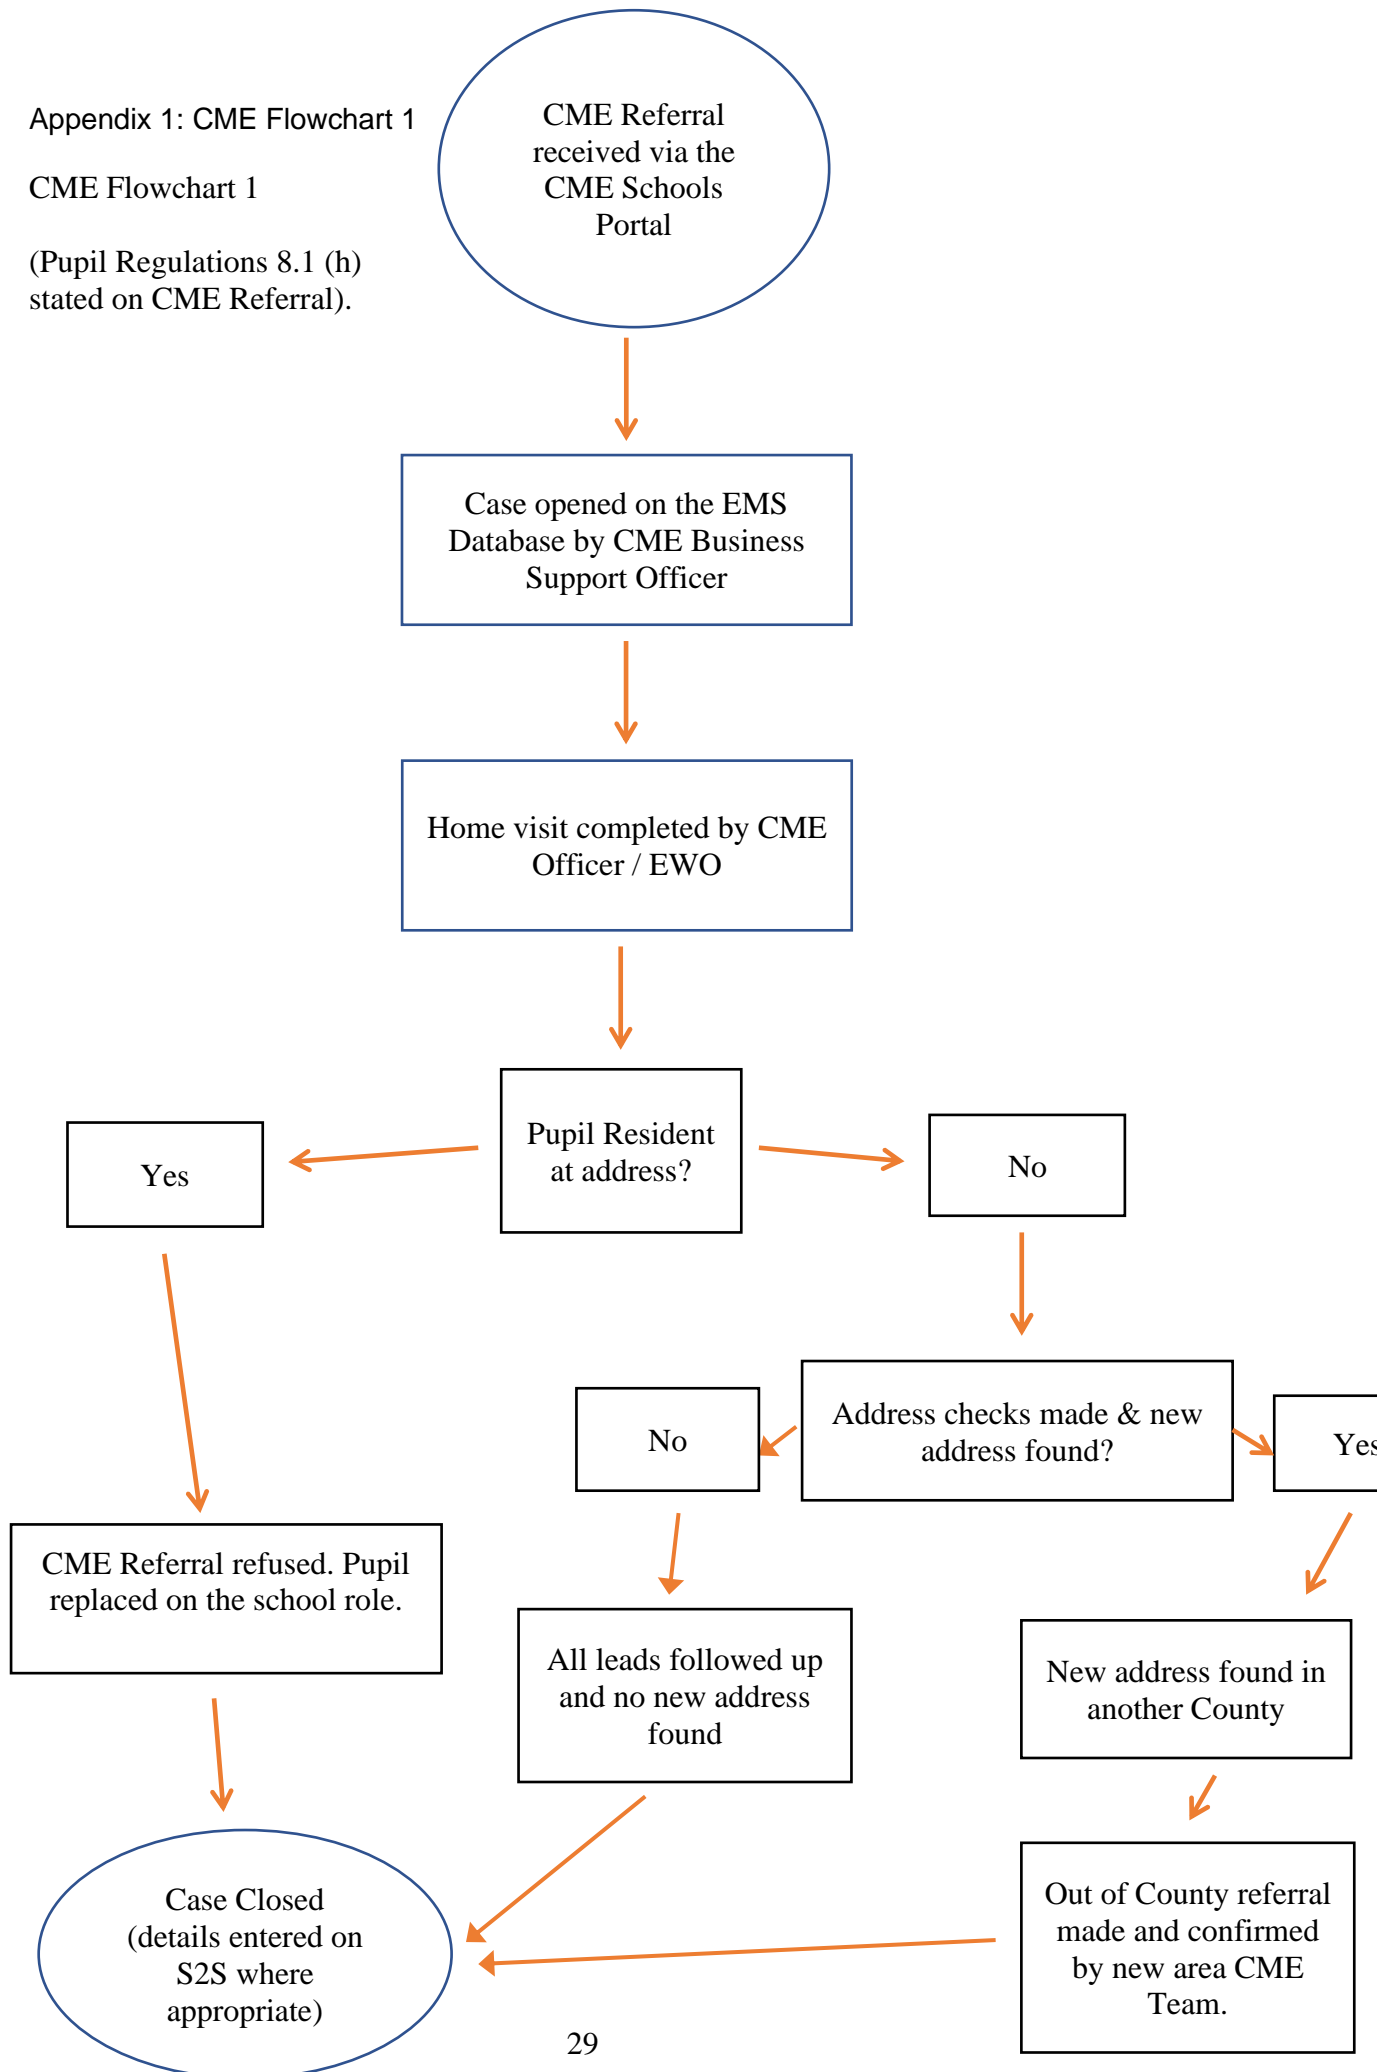 Appendix 1: CME Flowchart 1
CME Flowchart 1
(Pupil Regulations 8.1 (h)
stated on CME Referral).
CME Referral
received via the
CME Schools
Portal
Case opened on the EMS
Database by CME Business
Support Officer
Home visit completed by CME
Officer / EWO
Pupil Resident
at address?
Yes
No
Address checks made & new
address found?
No
Yes
CME Referral refused. Pupil
replaced on the school role.
All leads followed up
and no new address
found
New address found in
another County
Out of County referral
made and confirmed
by new area CME
Team.
Case Closed
(details entered on
S2S where
appropriate)
29